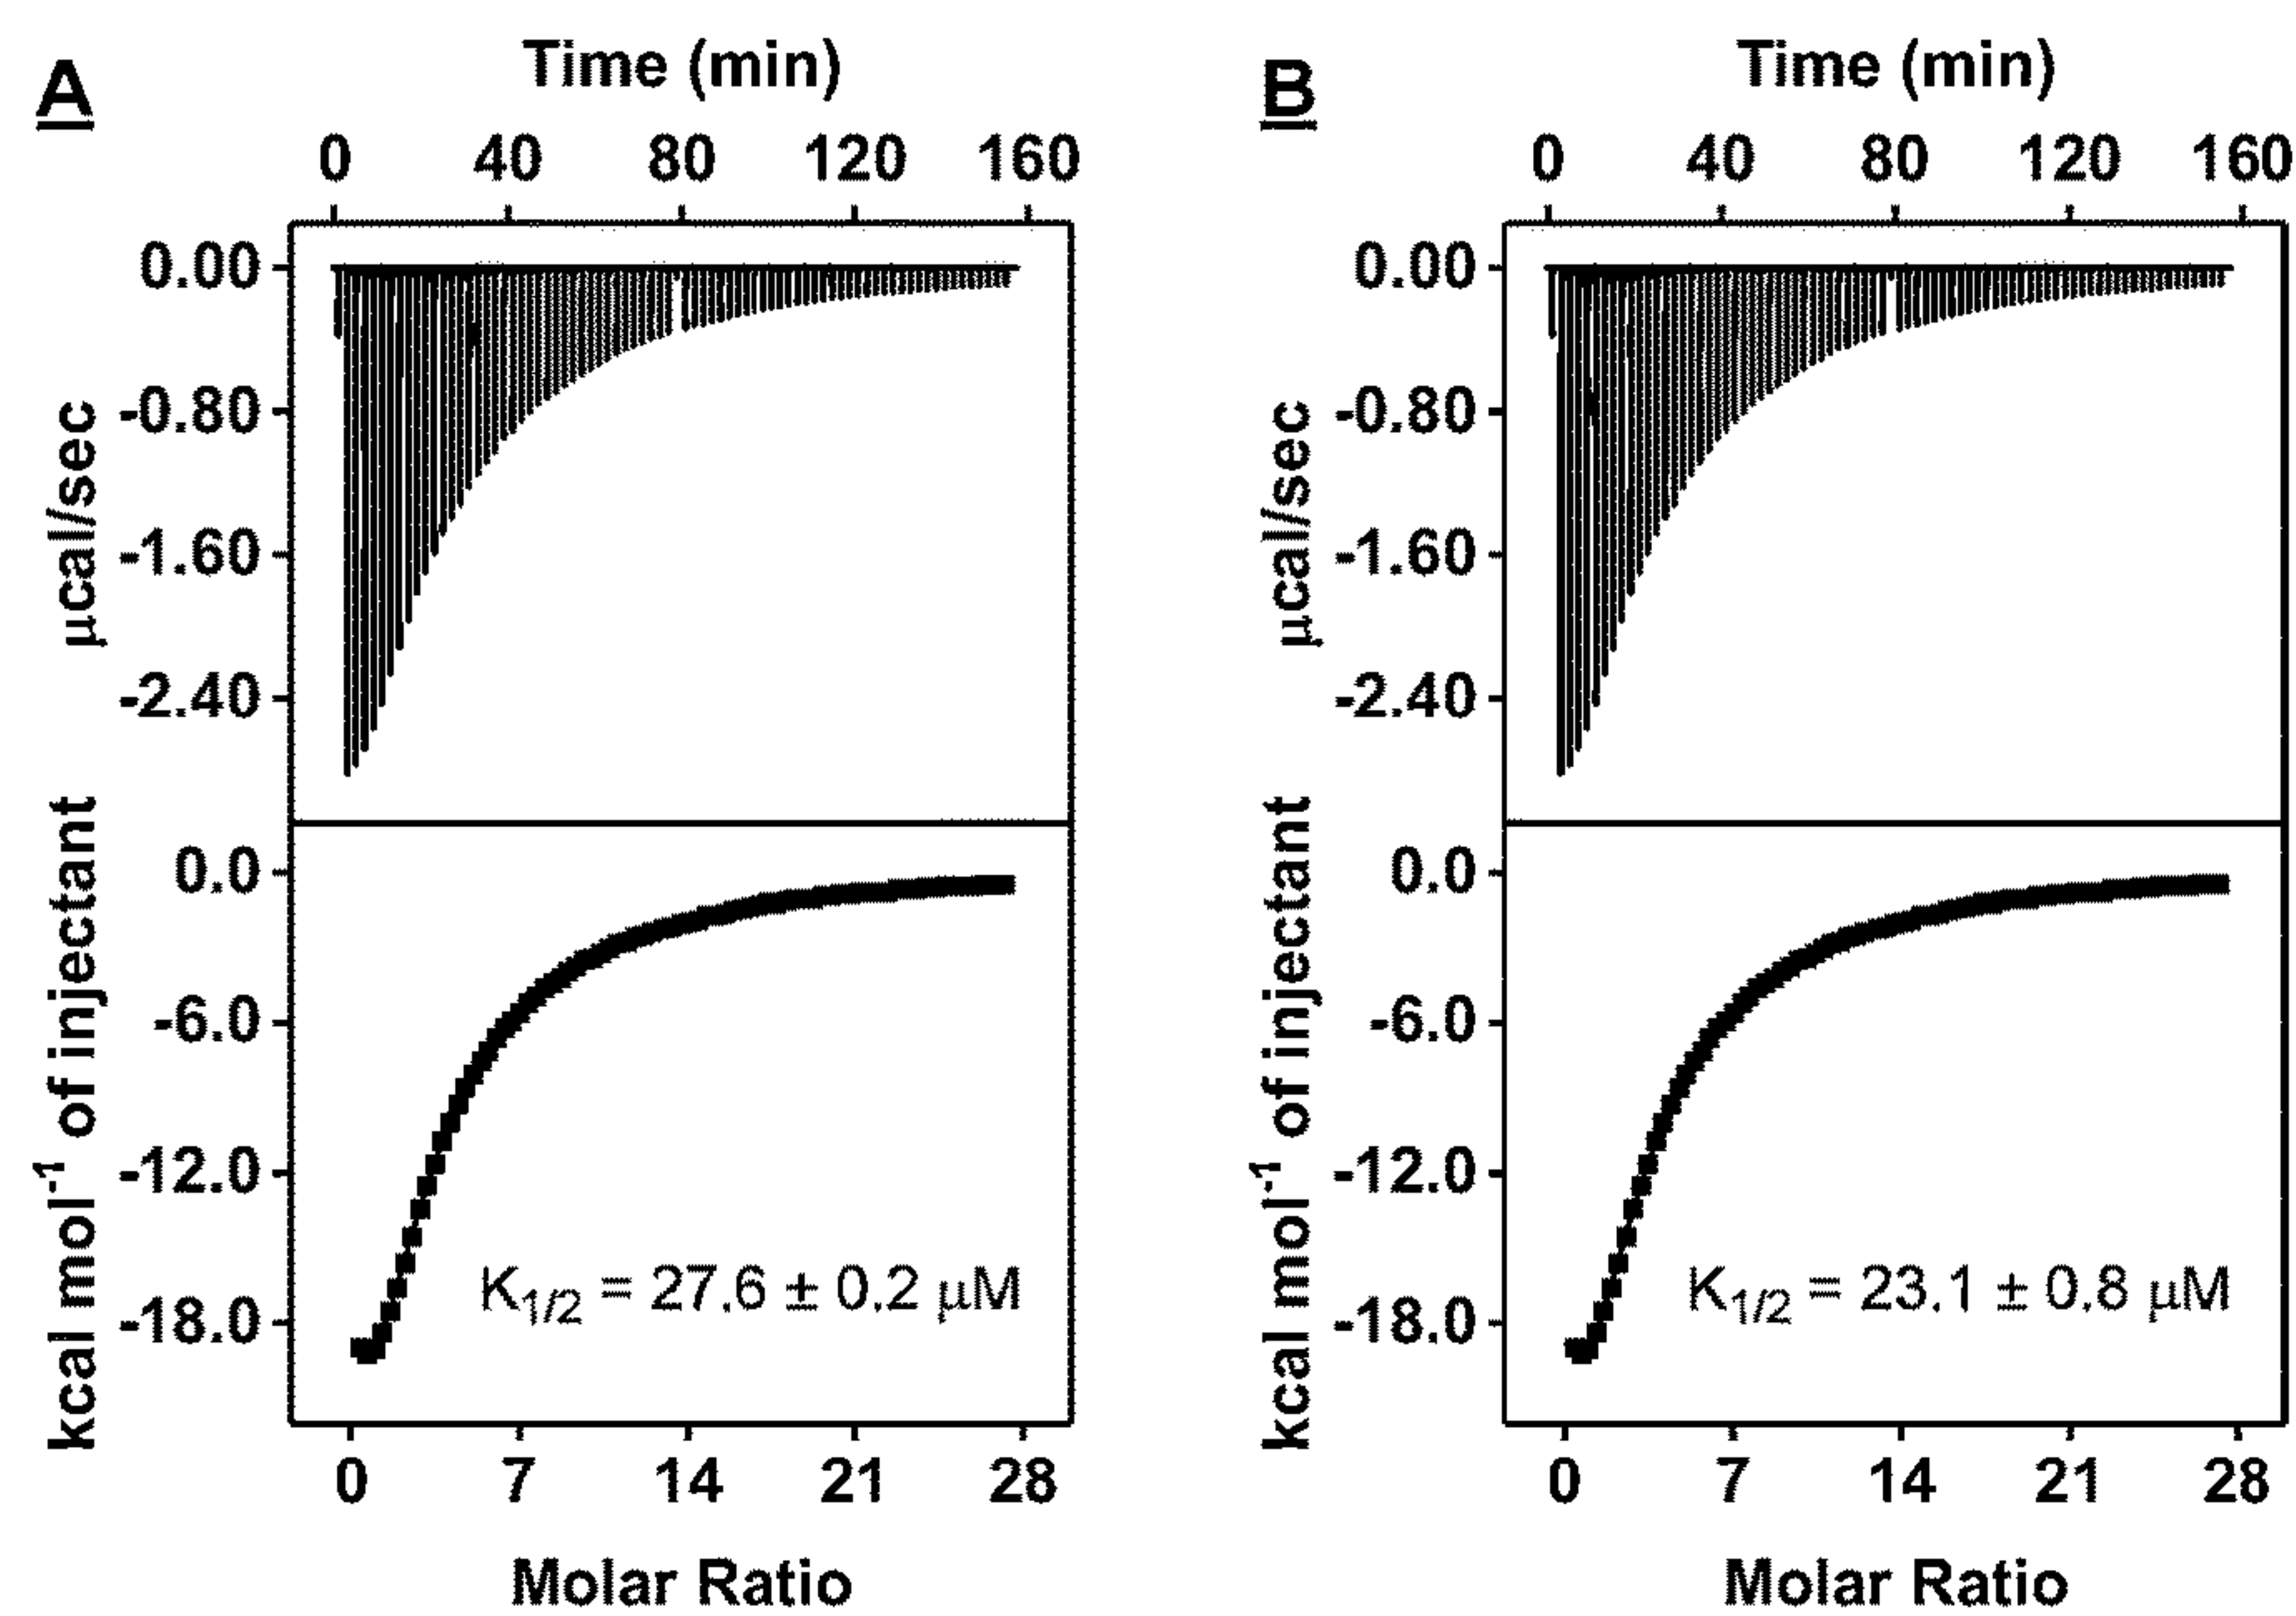 A
Time (min)
0 40 80 120 160
0.00
-0.80
-1.60
-2.40
μcal/sec
0.0
-6.0
-12.0
-18.0
kcal mol-1 of injectant
K1/2 = 27.6 ± 0.2 μM
0 7 14 21 28
Molar Ratio
B
Time (min)
0 40 80 120 160
0.00
-0.80
-1.60
-2.40
μcal/sec
0.0
-6.0
-12.0
-18.0
kcal mol-1 of injectant
K1/2 = 23.1 ± 0.8 μM
0 7 14 21 28
Molar Ratio